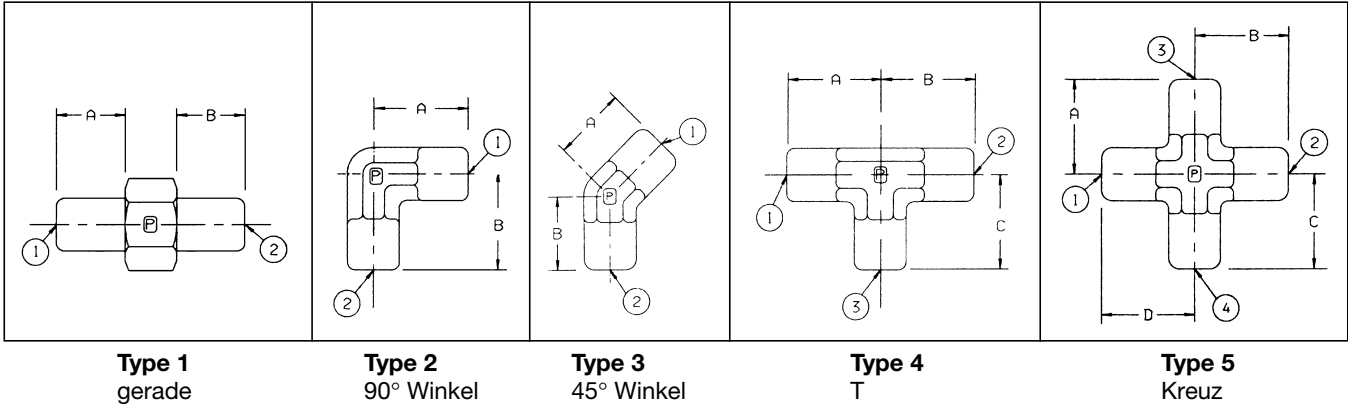 A B P 1 2
A 1 P B 2
A 1 P B 2
A B P 1 2 C 3
B 3 A P 2 1 C D 4
Type 1
gerade
Type 2
90° Winkel
Type 3
45° Winkel
Type 4
T
Type 5
Kreuz